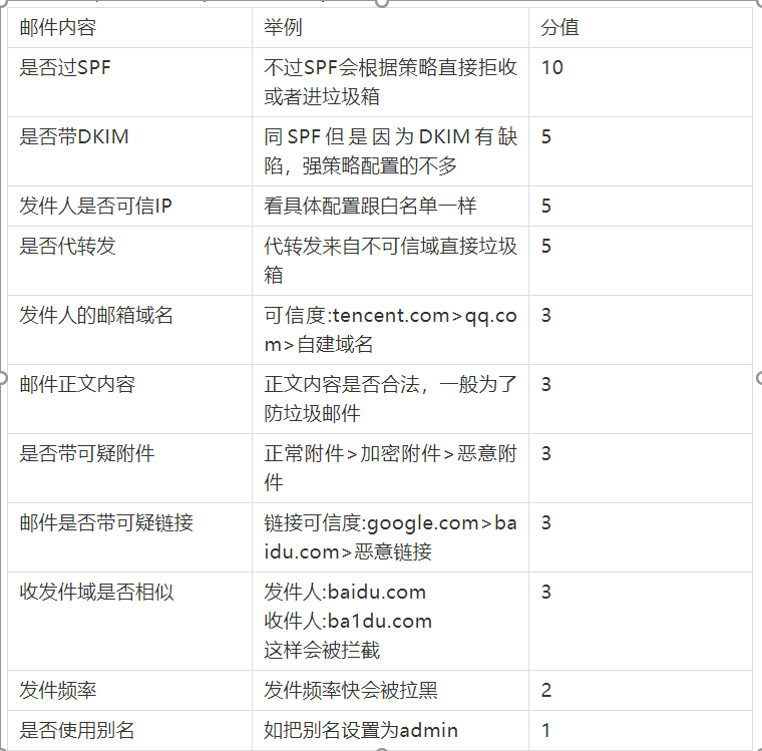 邮件内容 举例 分值
是否过SPF 不过SPF会根据策略直接拒收 10
或者进垃圾箱
是否带DKIM 同SPF但是因为DKIM有缺 5
陷，强策略配置的不多
发件人是否可信IP 看具体配置跟白名单一样 5
是否代转发 代转发来自不可信域直接垃圾 5
箱
发件人的邮箱域名 可信度:tencent.com>qq.co 3
m>自建域名
邮件正文内容 正文内容是否合法，一般为了 3
防垃圾邮件
是否带可疑附件 正常附件>加密附件>恶意附 3
件
邮件是否带可疑链接 链接可信度:google.com>ba 3
idu.com>恶意链接
收发件域是否相似 发件人:baidu.com 3
收件人:ba1du.com
这样会被拦截
发件频率 发件频率快会被拉黑 2
是否使用别名 如把别名设置为admin 1